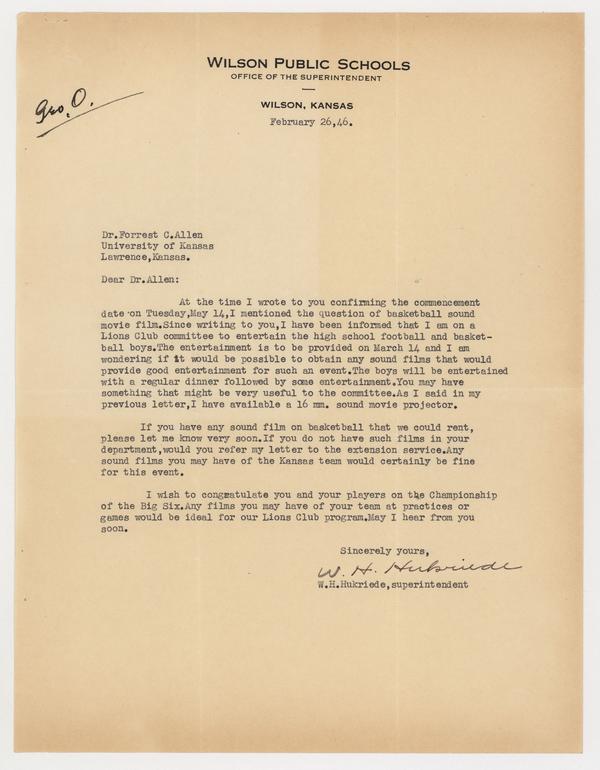 WILSON PUBLIC SCHOOLS
OFFICE OF THE SUPERINTENDENT
WILSON, KANSAS
Geo. O.
February 26,46.
Dr.Forrest C.Allen
University of Kansas
Lawrence,Kansas.
Dear Dr.Allen:
At the time I wrote to you confirming the commencement
date on Tuesday,May 14,I mentioned the question of basketball sound
movie film.Since writing to you,I have been informed that I am on a
Lions Club committee to entertain the high school football and basket-
ball boys.The entertainment is to be provided on March 14 and I am
wondering if it would be possible to obtain any sound films that would
provide good entertainment for such an event.The boys will be entertained
with a regular dinner followed by some entertainment.You may have
something that might be very useful to the committee.As I said in my
previous letter,I have available a 16 mm. sound movie projector.
If you have any sound film on basketball that we could rent,
please let me know very soon.If you do not have such films in your
department,would you refer my letter to the extension service.Any
sound films you may have of the Kansas team would certainly be fine
for this event.
I wish to congratulate you and your players on the Championship
of the Big Six.Any films you may have of your team at practices or
games would be ideal for our Lions Club program.May I hear from you
soon.
Sincerely yours,
W. H. Hukriede
W.H.Hukriede,superintendent